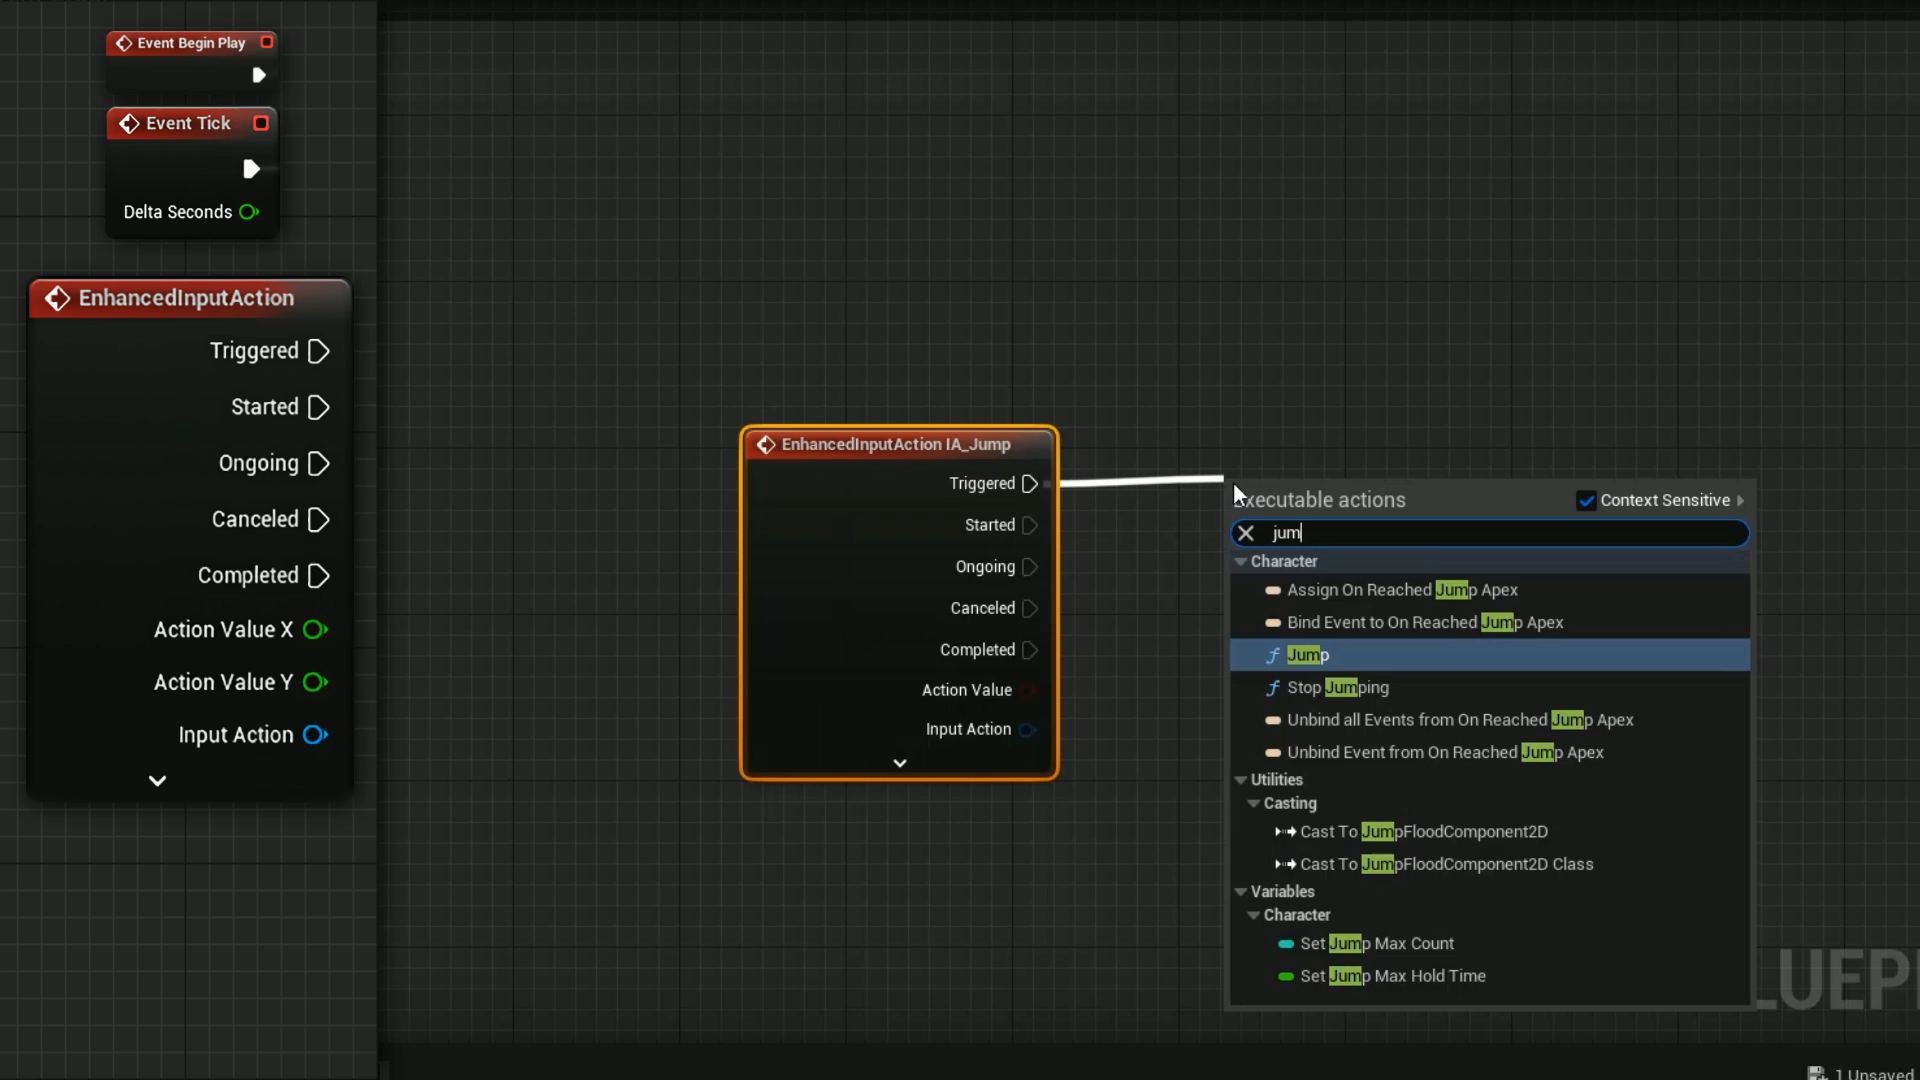 Event Begin Play
Event Tick
Delta Seconds
EnhancedInputAction
Triggered
Started
Ongoing
Canceled
Completed
Action Value X
Action Value Y
Input Action
EnhancedInputAction IA_Jump
Triggered
Started
Ongoing
Canceled
Completed
Action Value
Input Action
xecutable actions
Context Sensitive
jum
Character
Assign On Reached Jump Apex
Bind Event to On Reached Jump Apex
Jump
Stop Jumping
Unbind all Events from On Reached Jump Apex
Unbind Event from On Reached Jump Apex
Utilities
Casting
Cast To JumpFloodComponent2D
Cast To JumpFloodComponent2D Class
Variables
Character
Set Jump Max Count
Set Jump Max Hold Time
LUEP
1 Unsaved